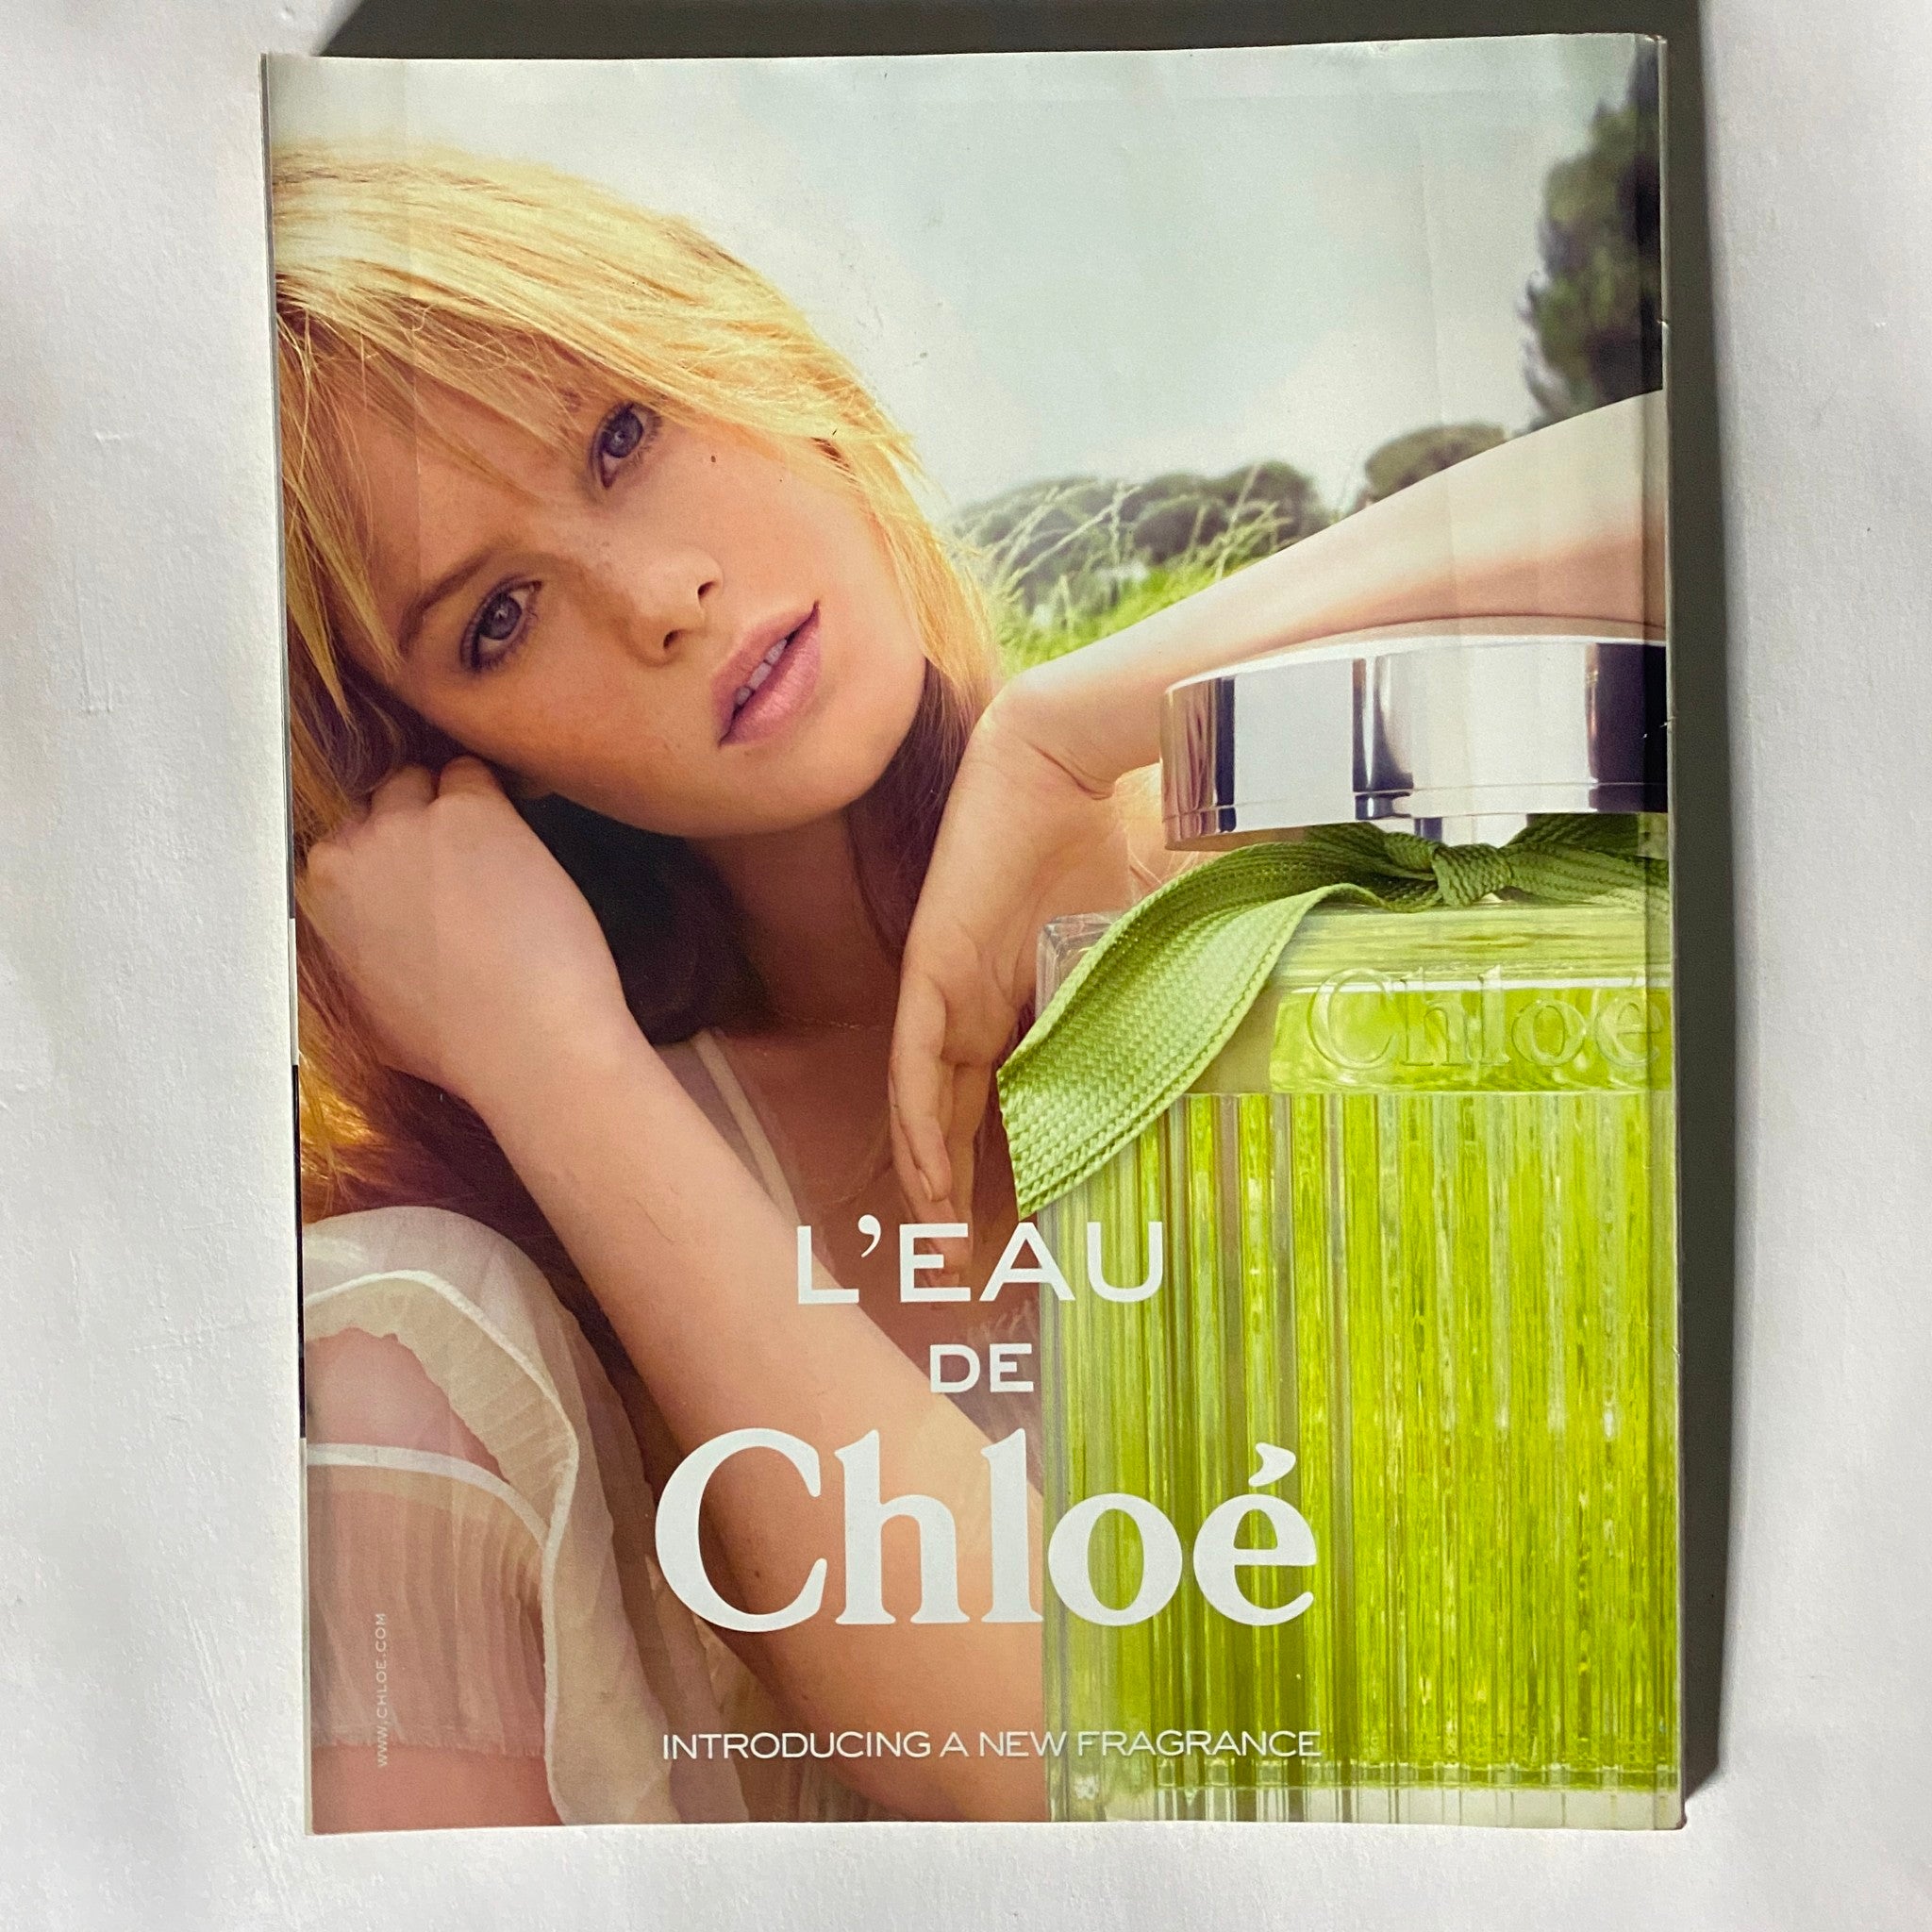 Chloé
L'EAU
DE
Chloé
INTRODUCING A NEW FRAGRANCE
WWW.CHLOE.COM